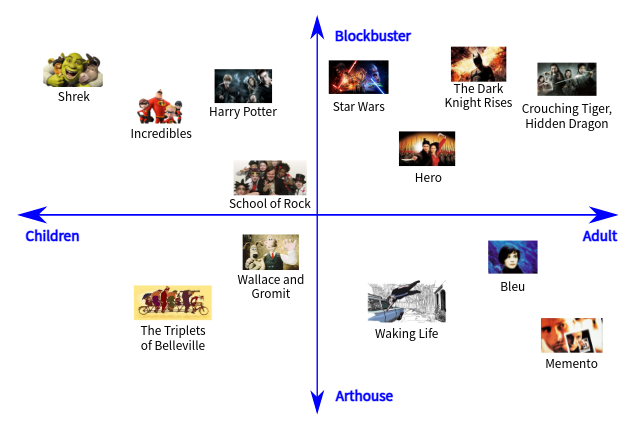 Blockbuster
Shrek
Incredibles
Harry Potter
Star Wars
The Dark
Knight Rises
Crouching Tiger,
Hidden Dragon
Hero
School of Rock
Children
Adult
Wallace and
Gromit
Bleu
The Triplets
of Belleville
Waking Life
Memento
Arthouse